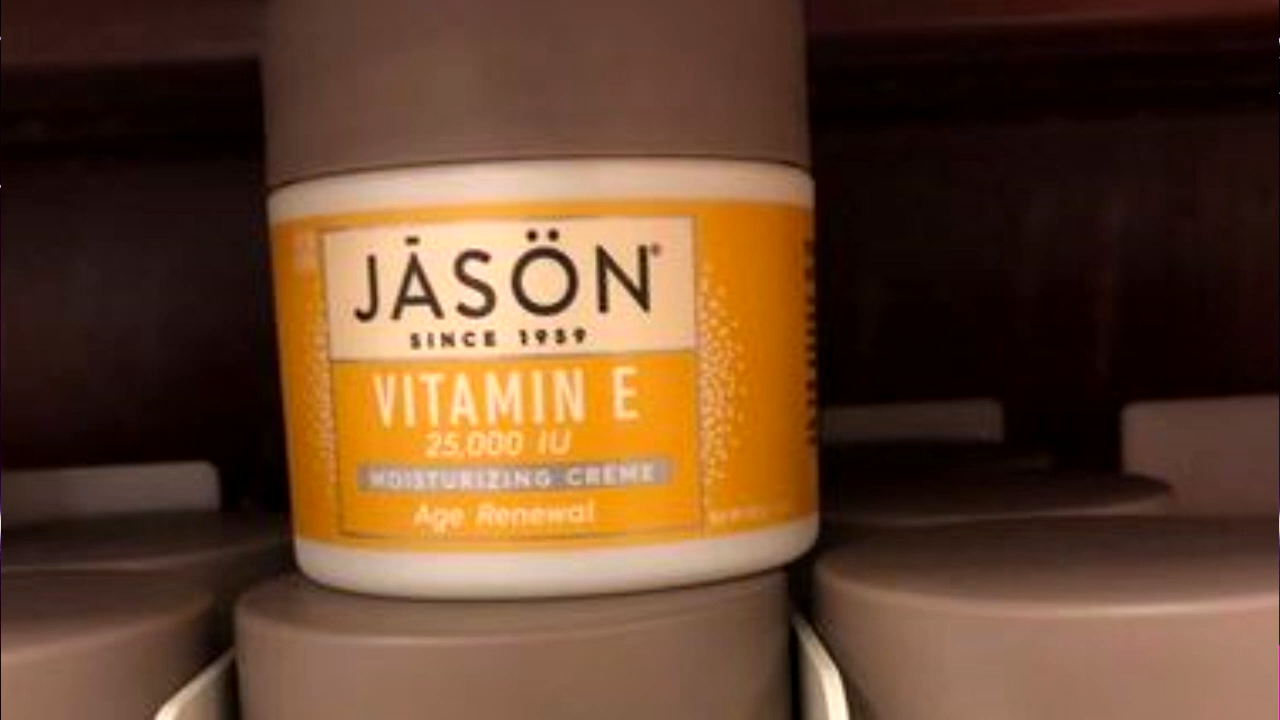 JĀSÖN®
SINCE 1959
VITAMIN E
25,000 IU
MOISTURIZING CREME
Age Renewal